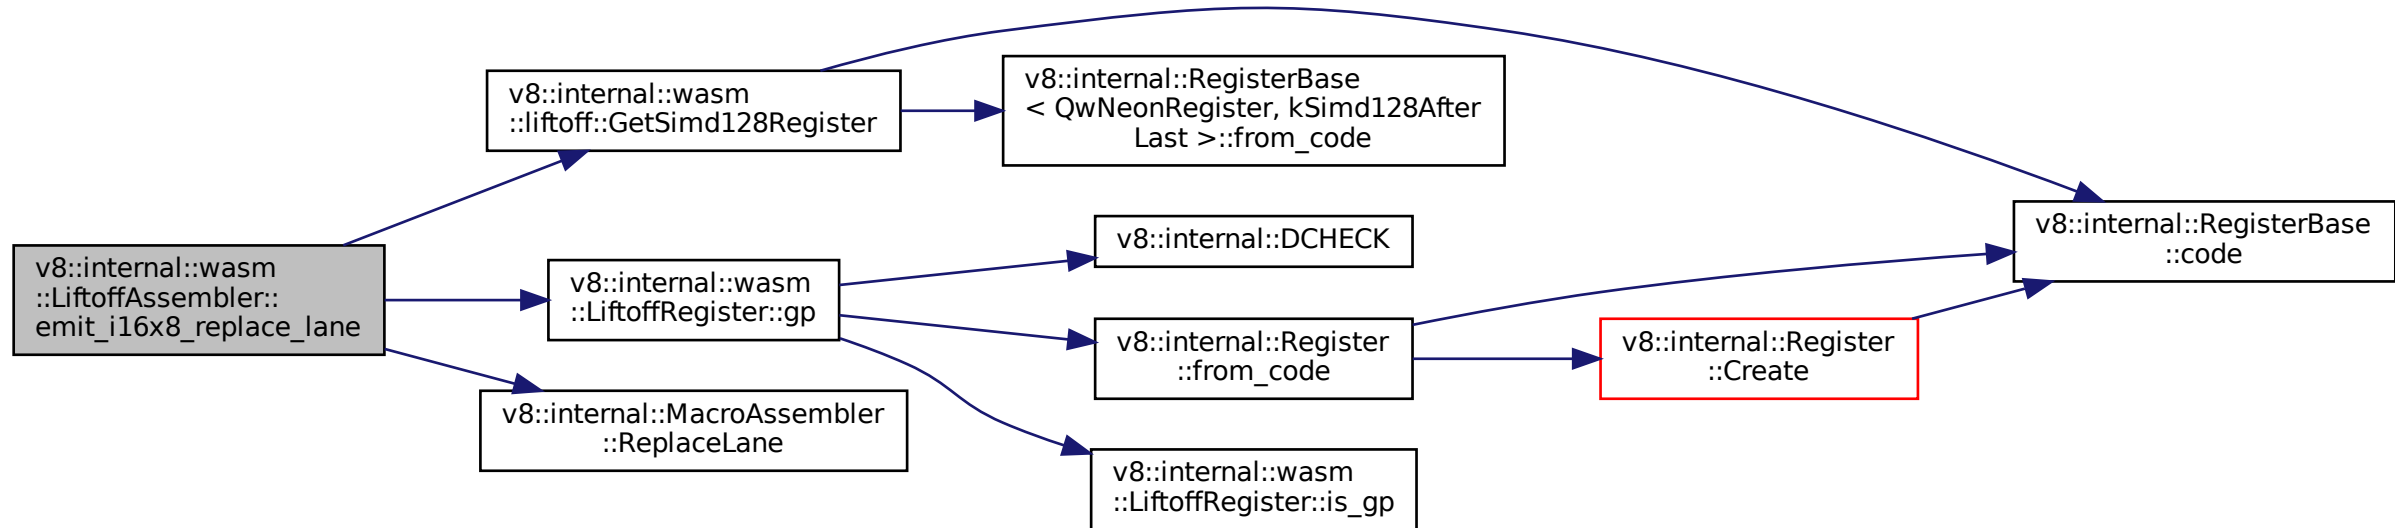 v8::internal::wasm
::LiftoffAssembler::
emit_i16x8_replace_lane
v8::internal::wasm
::liftoff::GetSimd128Register
v8::internal::RegisterBase
< QwNeonRegister, kSimd128After
Last >::from_code
v8::internal::RegisterBase
::code
v8::internal::wasm
::LiftoffRegister::gp
v8::internal::DCHECK
v8::internal::Register
::from_code
v8::internal::Register
::Create
v8::internal::wasm
::LiftoffRegister::is_gp
v8::internal::MacroAssembler
::ReplaceLane